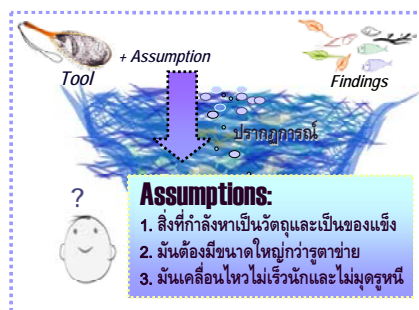 + Assumption
Tool
Findings
ปรากฏการณ์
?
Assumptions:
1. สิ่งที่กำลังหาเป็นวัตถุและเป็นของแข็ง
2. มันต้องมีขนาดใหญ่กว่ารูตาข่าย
3. มันเคลื่อนไหวไม่เร็วนักและไม่มุดรูหนี